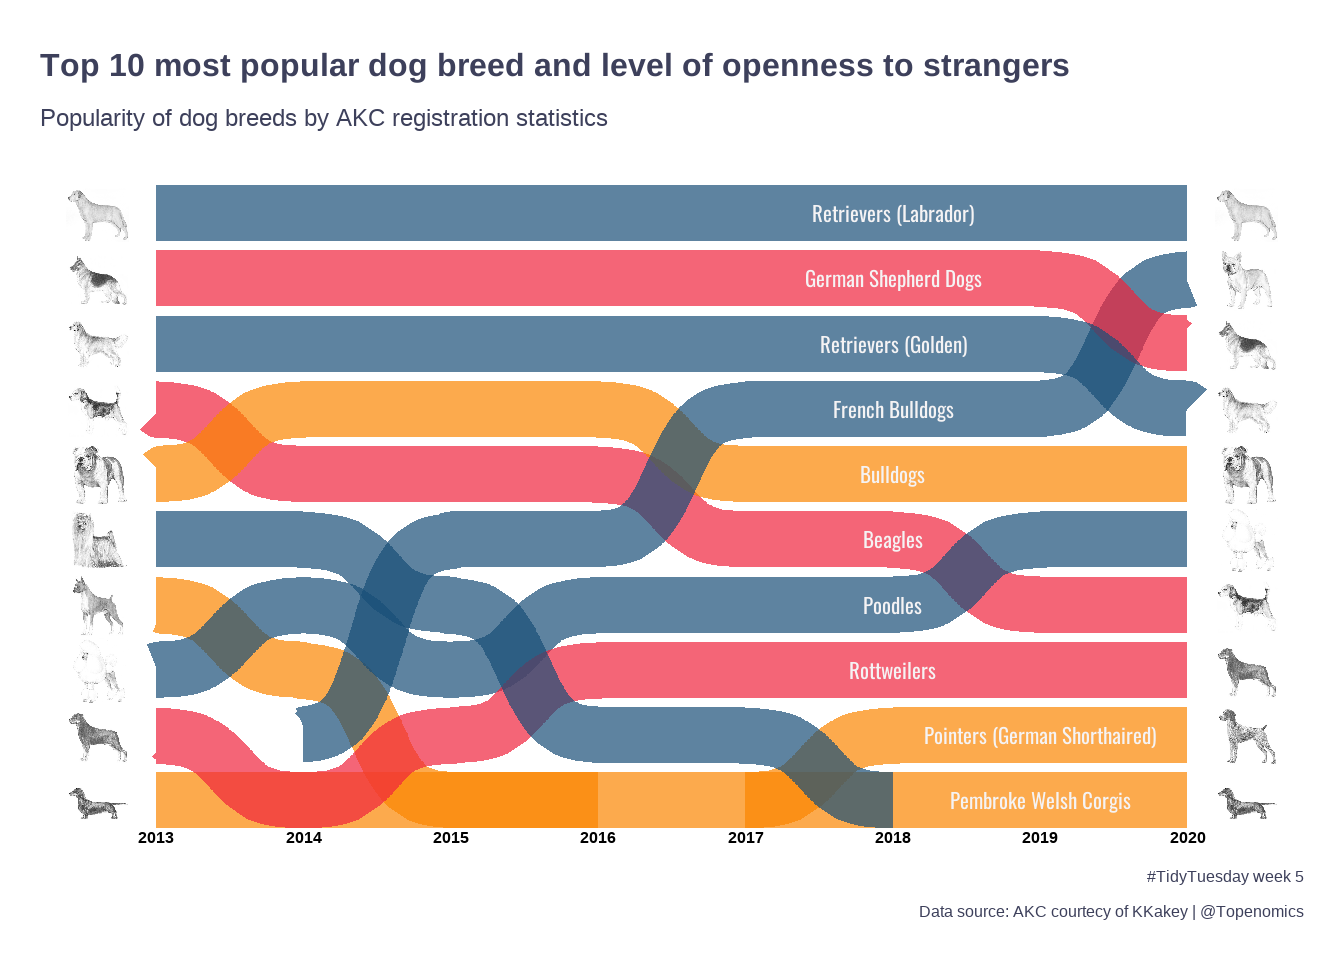 Top 10 most popular dog breed and level of openness to strangers
Popularity of dog breeds by AKC registration statistics
Retrievers (Labrador)
German Shepherd Dogs
Retrievers (Golden)
French Bulldogs
Bulldogs
Beagles
Poodles
Rottweilers
Pointers (German Shorthaired)
Pembroke Welsh Corgis
2013 2014 2015 2016 2017 2018 2019 2020
#TidyTuesday week 5
Data source: AKC courtesy of KKakey | @Topenomics